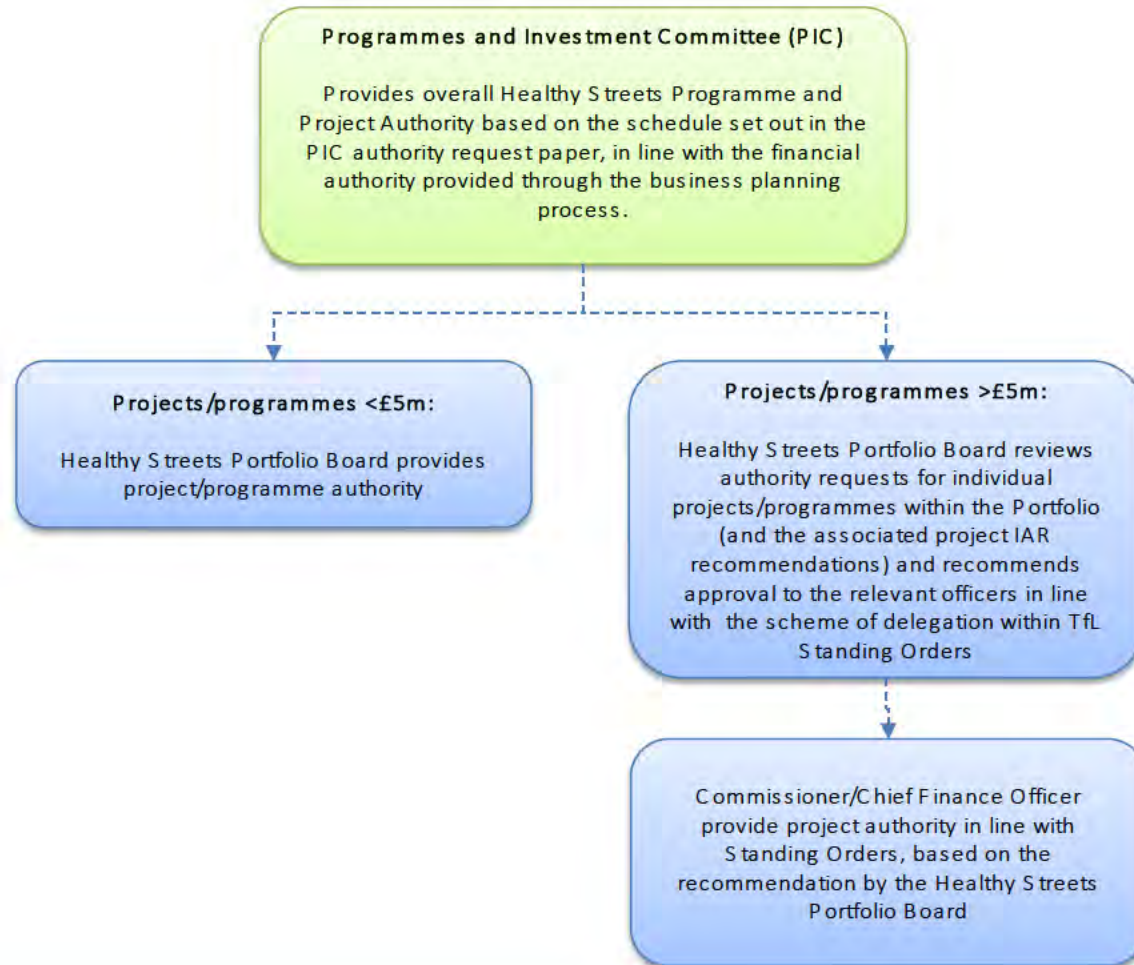 Programmes and Investment Committee (PIC)
Provides overall Healthy Streets Programme and
Project Authority based on the schedule set out in the
PIC authority request paper, in line with the financial
authority provided through the business planning
process.
Projects/programmes <£5m:
Healthy Streets Portfolio Board provides
project/programme authority
Projects/programmes >£5m:
Healthy Streets Portfolio Board reviews
authority requests for individual
projects/programmes within the Portfolio
(and the associated project IAR
recommendations) and recommends
approval to the relevant officers in line
with the scheme of delegation within TfL
Standing Orders
Commissioner/Chief Finance Officer
provide project authority in line with
Standing Orders, based on the
recommendation by the Healthy Streets
Portfolio Board